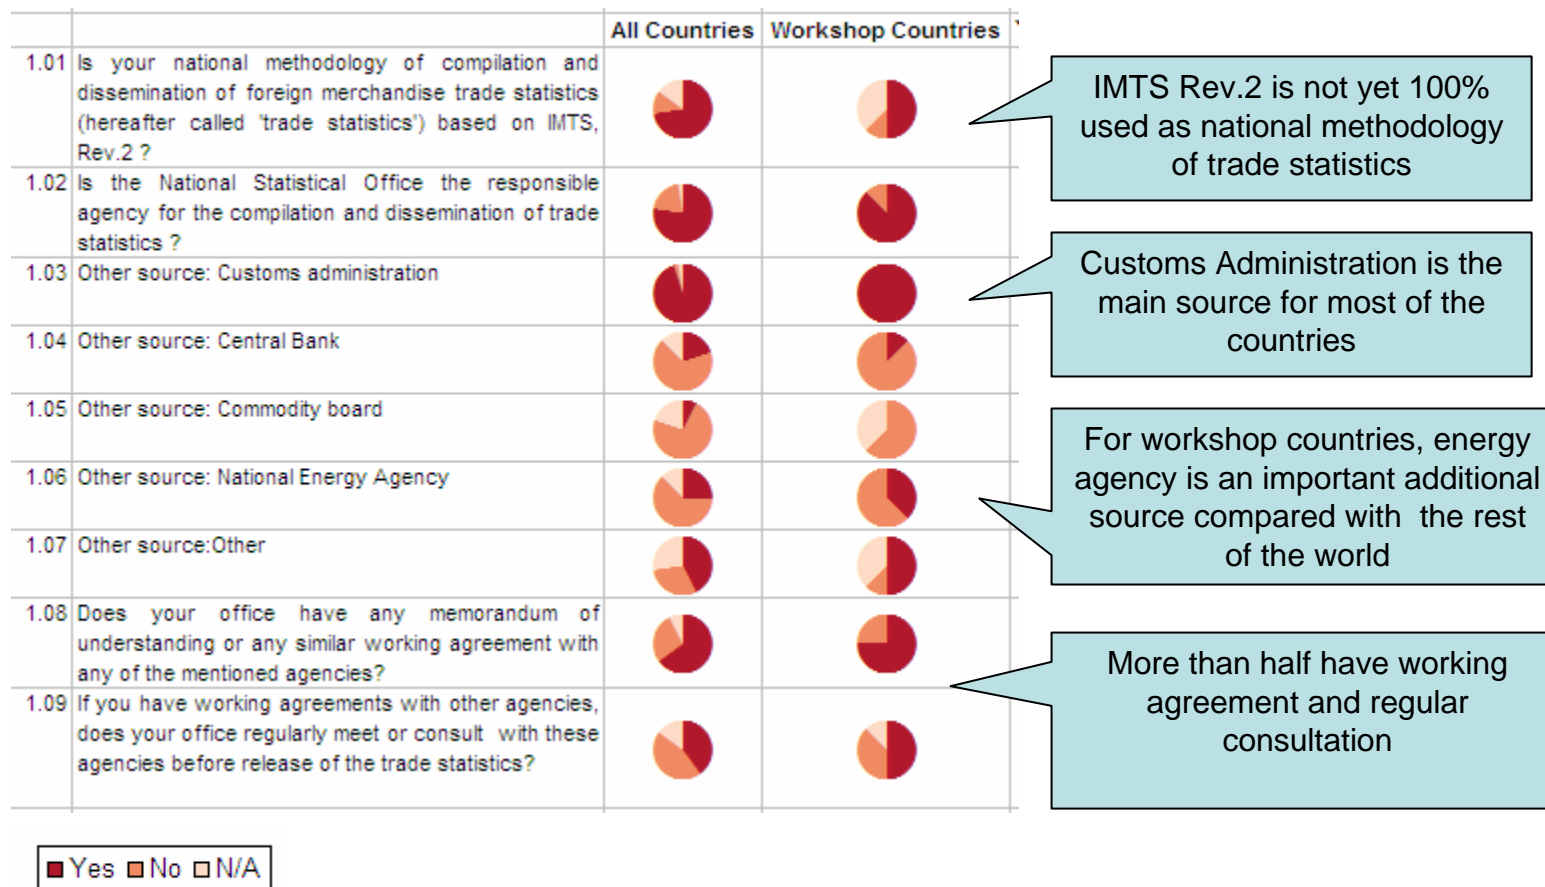 All Countries Workshop Countries
1.01 Is your national methodology of compilation and
dissemination of foreign merchandise trade statistics
(hereafter called 'trade statistics') based on IMTS,
Rev.2 ?
1.02 Is the National Statistical Office the responsible
agency for the compilation and dissemination of trade
statistics ?
1.03 Other source: Customs administration
1.04 Other source: Central Bank
1.05 Other source: Commodity board
1.06 Other source: National Energy Agency
1.07 Other source:Other
1.08 Does your office have any memorandum of
understanding or any similar working agreement with
any of the mentioned agencies?
1.09 If you have working agreements with other agencies,
does your office regularly meet or consult with these
agencies before release of the trade statistics?
IMTS Rev.2 is not yet 100%
used as national methodology
of trade statistics
Customs Administration is the
main source for most of the
countries
For workshop countries, energy
agency is an important additional
source compared with the rest
of the world
More than half have working
agreement and regular
consultation
Yes No N/A